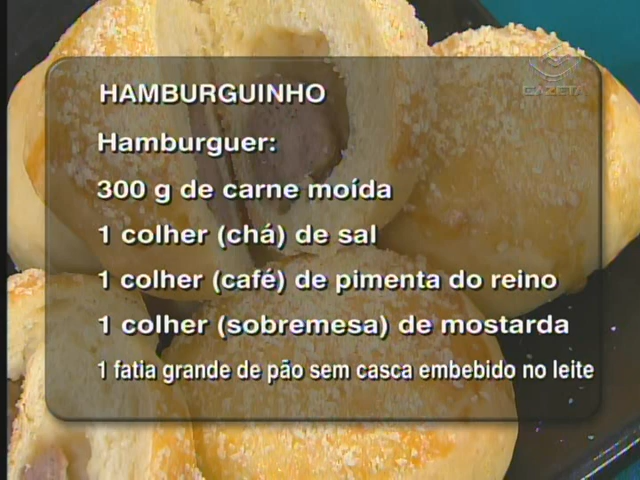 GAZETA
HAMBURGUINHO
Hamburguer:
300 g de carne moída
1 colher (chá) de sal
1 colher (café) de pimenta do reino
1 colher (sobremesa) de mostarda
1 fatia grande de pão sem casca embebido no leite